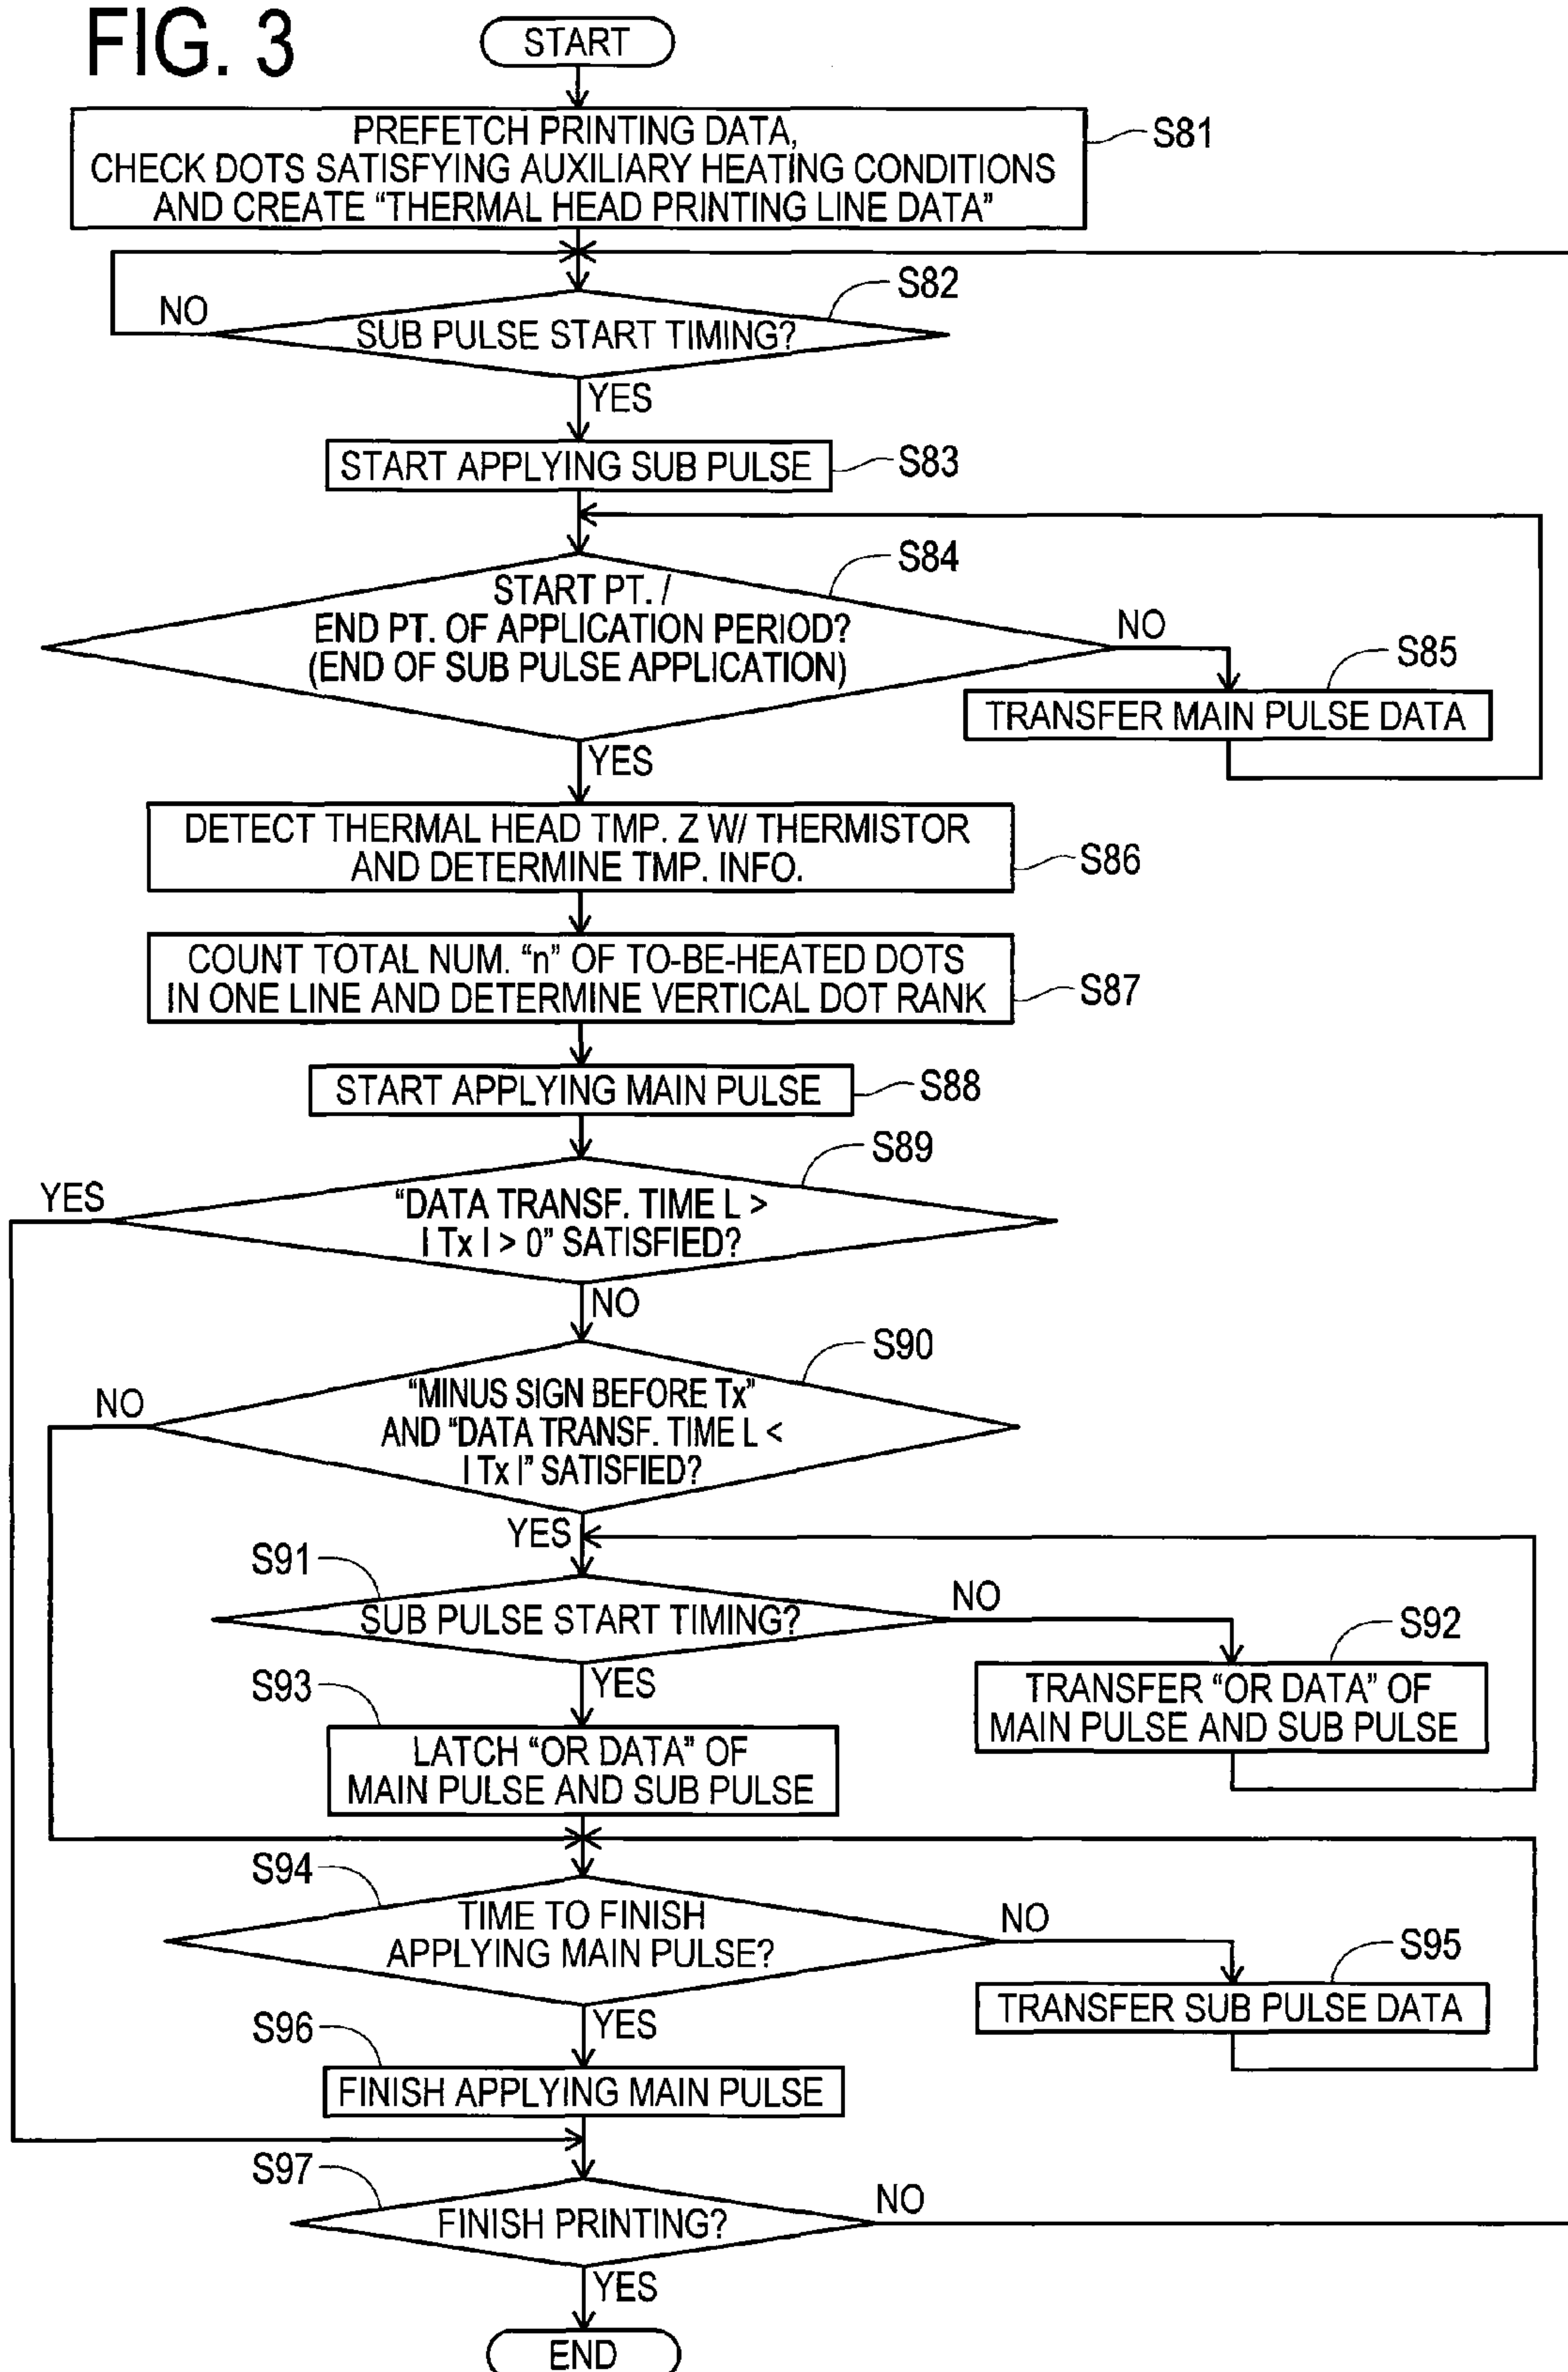 FIG. 3
START
PREFETCH PRINTING DATA,
CHECK DOTS SATISFYING AUXILIARY HEATING CONDITIONS
AND CREATE “THERMAL HEAD PRINTING LINE DATA”
S81
S82
NO
SUB PULSE START TIMING?
YES
START APPLYING SUB PULSE
S83
S84
START PT. /
END PT. OF APPLICATION PERIOD?
(END OF SUB PULSE APPLICATION)
NO
S85
TRANSFER MAIN PULSE DATA
YES
DETECT THERMAL HEAD TMP. Z W/ THERMISTOR
AND DETERMINE TMP. INFO.
S86
COUNT TOTAL NUM. “n” OF TO-BE-HEATED DOTS
IN ONE LINE AND DETERMINE VERTICAL DOT RANK
S87
START APPLYING MAIN PULSE
S88
S89
YES
“DATA TRANSF. TIME L >
| Tx | > 0” SATISFIED?
NO
S90
NO
“MINUS SIGN BEFORE Tx”
AND “DATA TRANSF. TIME L <
| Tx |” SATISFIED?
YES
S91
SUB PULSE START TIMING?
NO
S92
TRANSFER “OR DATA” OF
MAIN PULSE AND SUB PULSE
YES
S93
LATCH “OR DATA” OF
MAIN PULSE AND SUB PULSE
S94
TIME TO FINISH
APPLYING MAIN PULSE?
NO
S95
TRANSFER SUB PULSE DATA
YES
S96
FINISH APPLYING MAIN PULSE
S97
FINISH PRINTING?
NO
YES
END